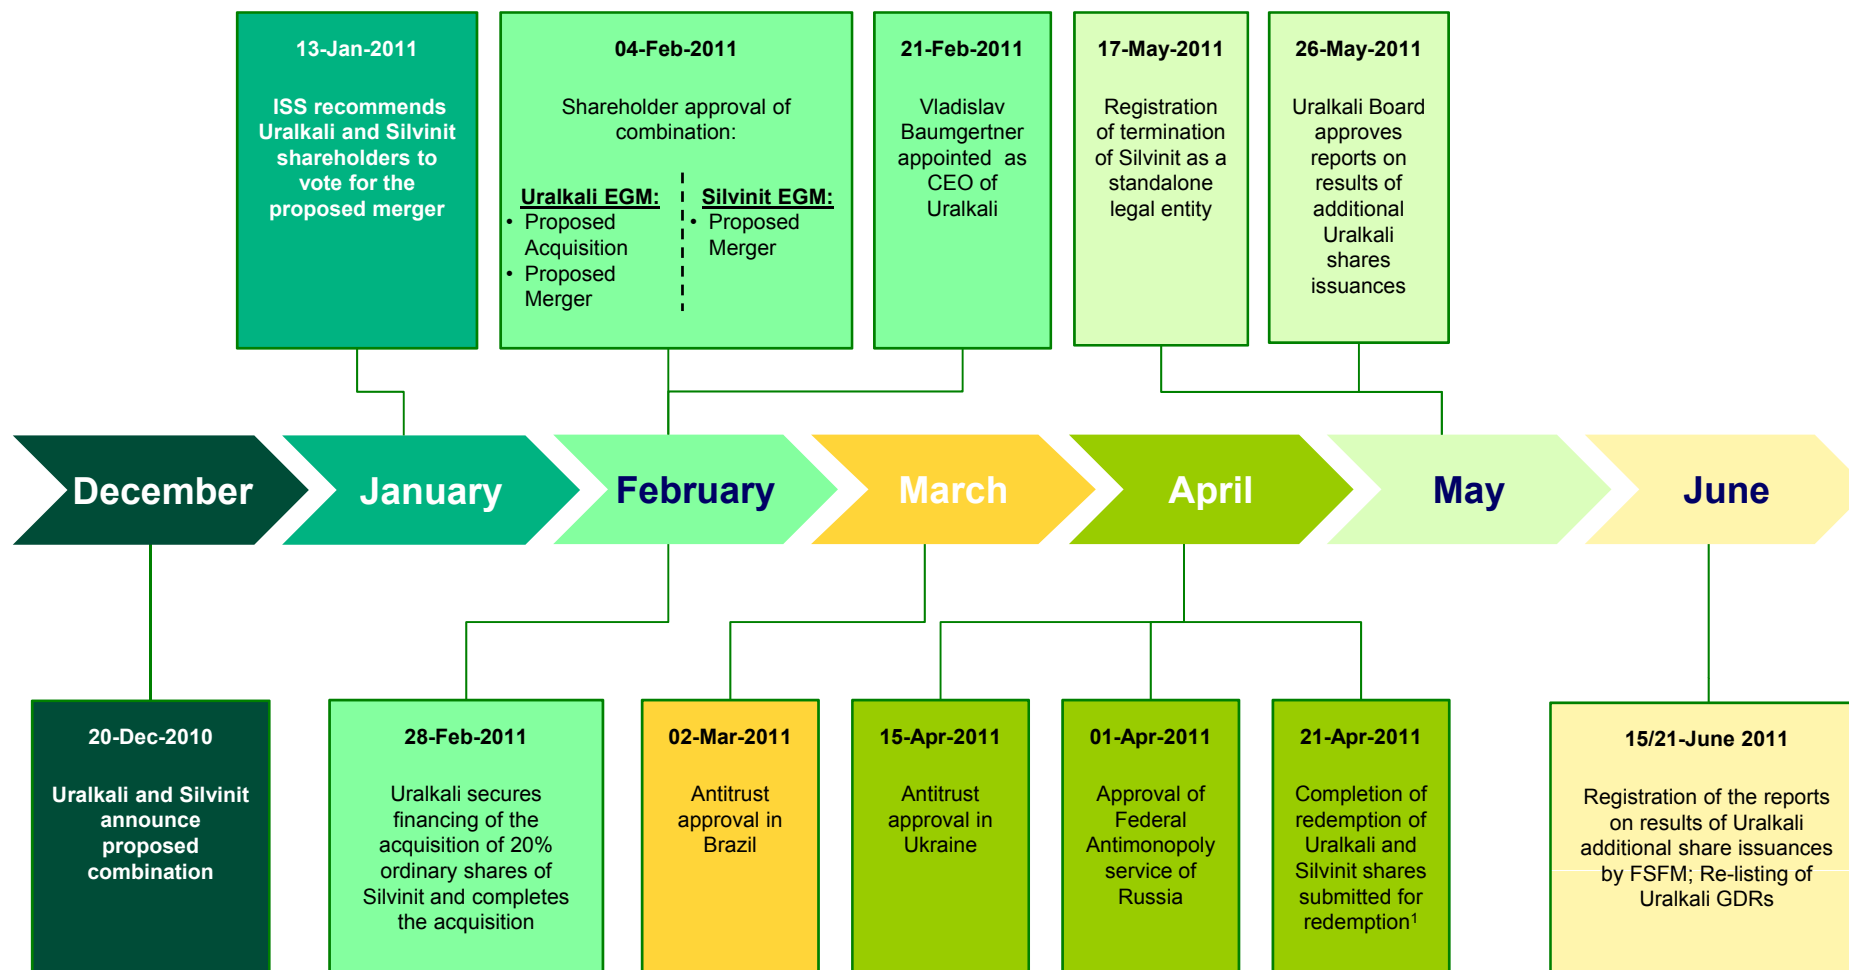 13-Jan-2011
ISS recommends
Uralkali and Silvinit
shareholders to
vote for the
proposed merger
04-Feb-2011
Shareholder approval of
combination:
Uralkali EGM:
• Proposed
Acquisition
• Proposed
Merger
Silvinit EGM:
• Proposed
Merger
21-Feb-2011
Vladislav
Baumgertner
appointed as
CEO of
Uralkali
17-May-2011
Registration
of termination
of Silvinit as a
standalone
legal entity
26-May-2011
Uralkali Board
approves
reports on
results of
additional
Uralkali
shares
issuances
December
January
February
March
April
May
June
20-Dec-2010
Uralkali and Silvinit
announce
proposed
combination
28-Feb-2011
Uralkali secures
financing of the
acquisition of 20%
ordinary shares of
Silvinit and completes
the acquisition
02-Mar-2011
Antitrust
approval in
Brazil
15-Apr-2011
Antitrust
approval in
Ukraine
01-Apr-2011
Approval of
Federal
Antimonopoly
service of
Russia
21-Apr-2011
Completion of
redemption of
Uralkali and
Silvinit shares
submitted for
redemption¹
15/21-June 2011
Registration of the reports
on results of Uralkali
additional share issuances
by FSFM; Re-listing of
Uralkali GDRs